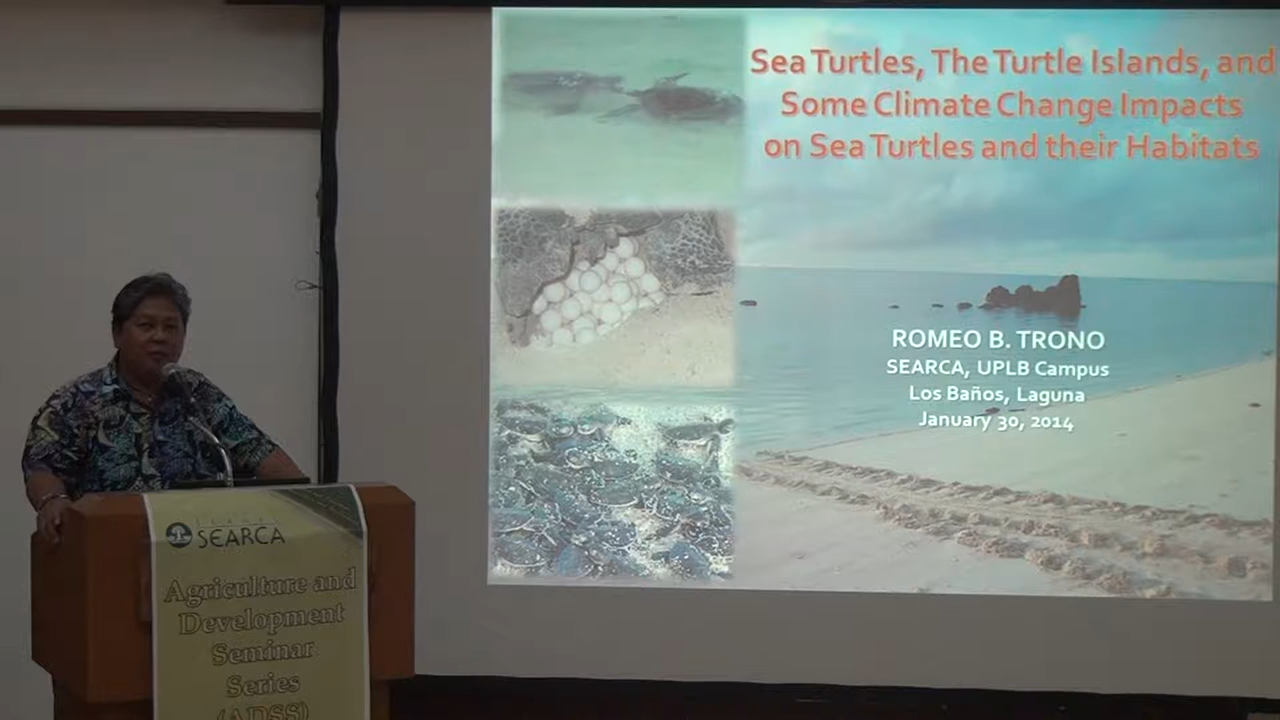 Sea Turtles, The Turtle Islands, and
Some Climate Change Impacts
on Sea Turtles and their Habitats
ROMEO B. TRONO
SEARCA, UPLB Campus
Los Baños, Laguna
January 30, 2014
SEARCA
Agriculture and
Development
Seminar
Series
(ADSS)